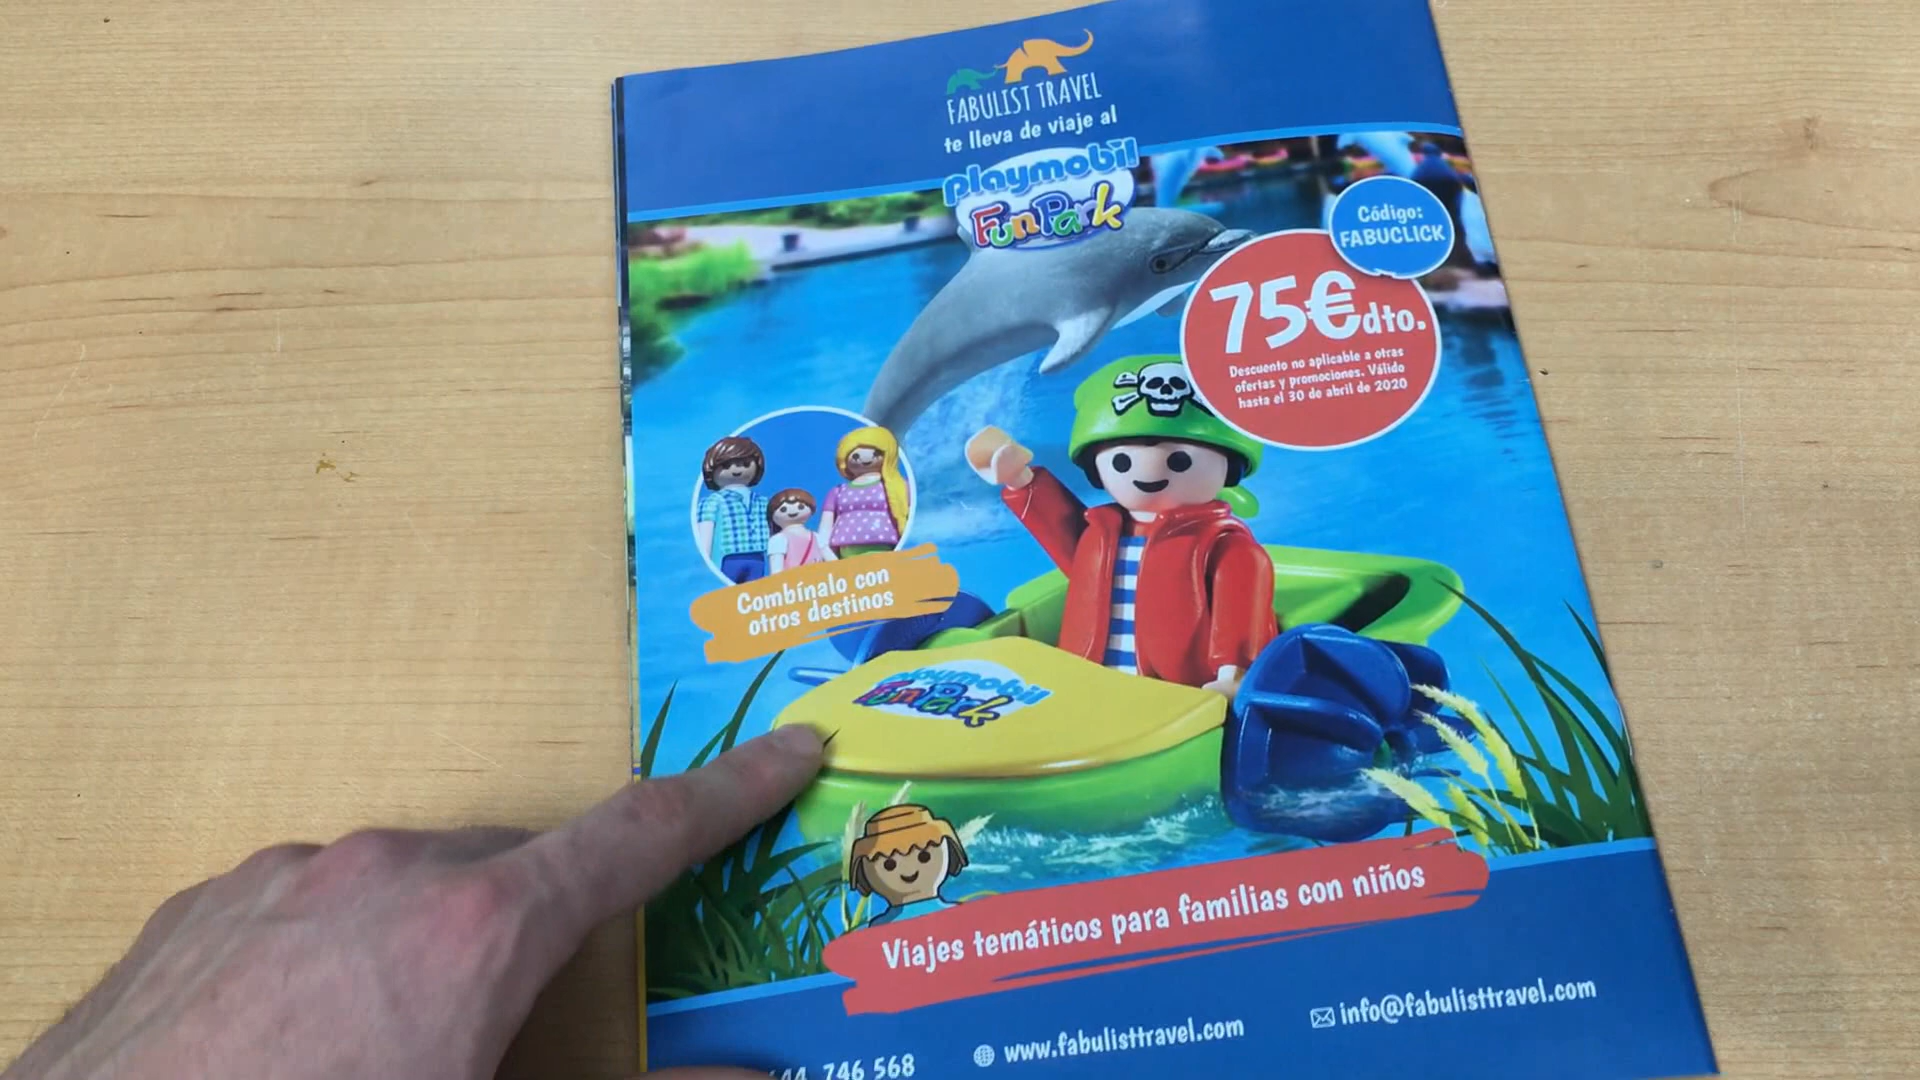 FABULIST TRAVEL
te lleva de viaje al
playmobil
FunPark
Código:
FABUCLICK
75€dto.
Descuento no aplicable a otras
ofertas y promociones. Válido
hasta el 30 de abril de 2020
Combínalo con
otros destinos
playmobil
FunPark
Viajes temáticos para familias con niños
746 568
www.fabulisttravel.com
info@fabulisttravel.com